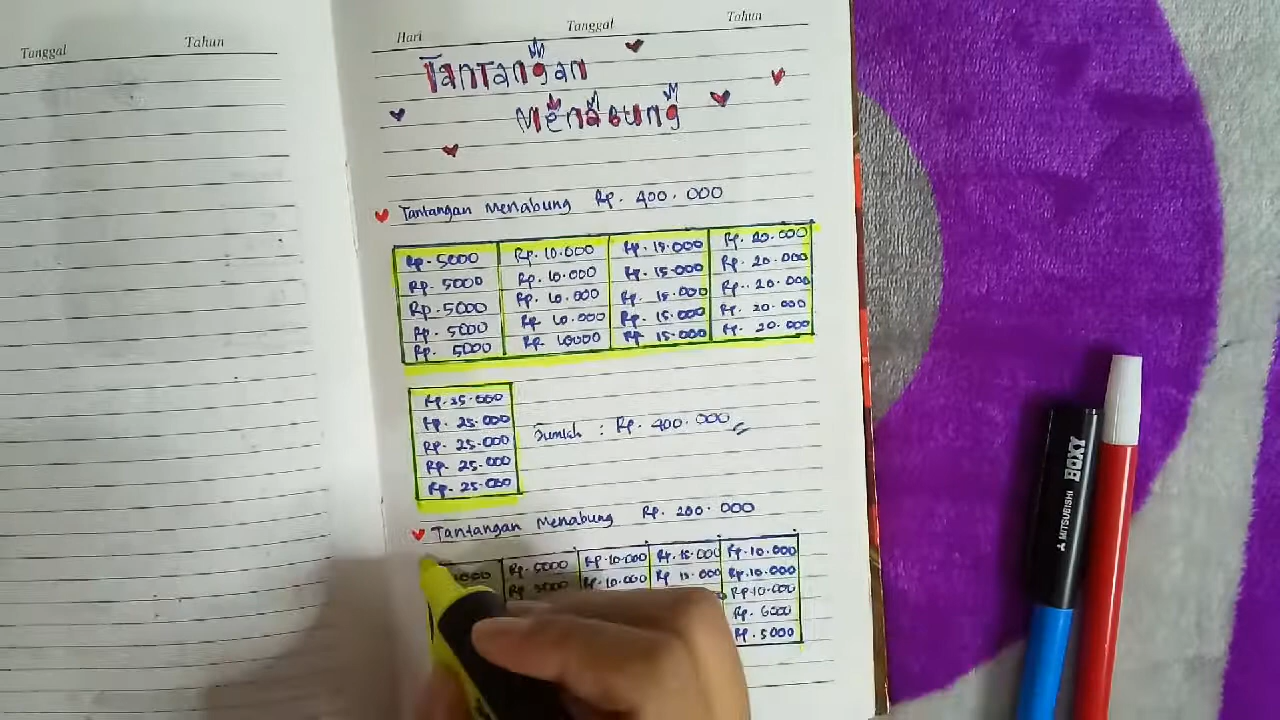 Tanggal Tahun
Hari Tanggal Tahun
Tantangan
Menabung
Tantangan Menabung Rp. 400.000
Rp. 5000 Rp. 10.000 Rp. 15.000 Rp. 20.000
Rp. 5000 Rp. 10.000 Rp. 15.000 Rp. 20.000
Rp. 5000 Rp. 10.000 Rp. 15.000 Rp. 20.000
Rp. 5000 Rp. 10.000 Rp. 15.000 Rp. 20.000
Rp. 5000 Rp. 10000 Rp. 15.000 Rp. 20.000
Rp. 25.000
Rp. 25.000
Rp. 25.000
Rp. 25.000
Rp. 25.000
Jumlah : Rp. 400.000
Tantangan Menabung Rp. 200.000
Rp. 5000 Rp. 10.000 Rp. 15.000 Rp. 10.000
Rp. 10.000 Rp 15.000 Rp. 10.000
Rp. 10.000
Rp. 5000
MITSUBISHI BOXY